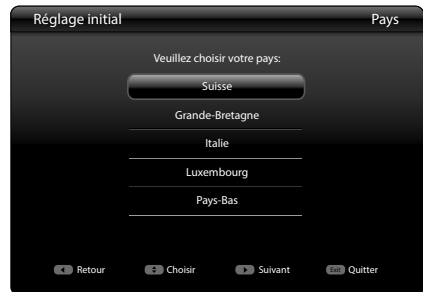 Réglage initial Pays
Veuillez choisir votre pays:
Suisse
Grande-Bretagne
Italie
Luxembourg
Pays-Bas
Retour Choisir Suivant Exit Quitter